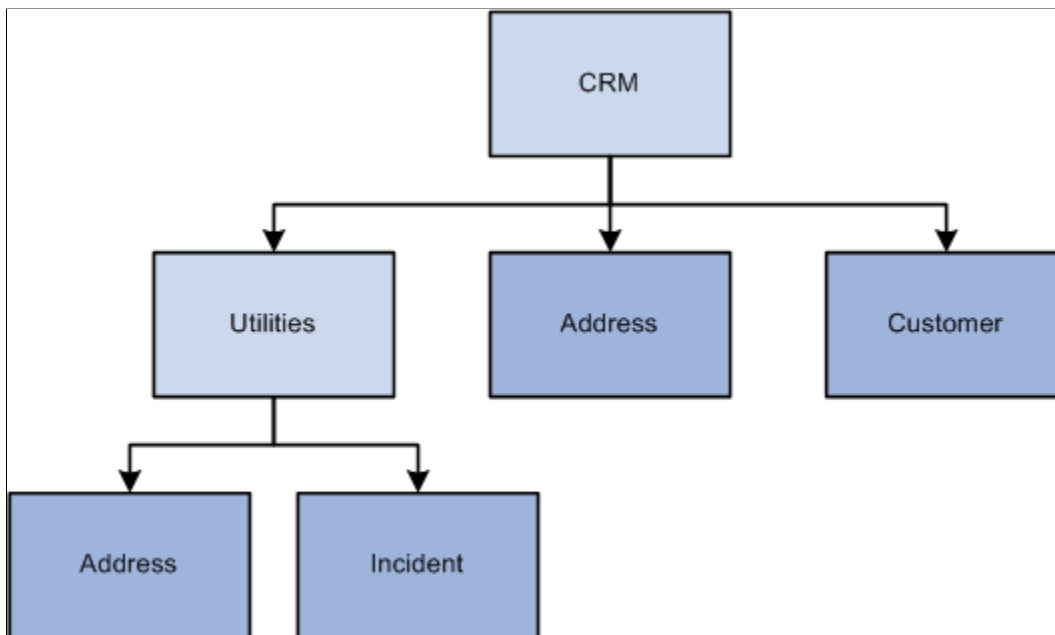 CRM
Utilities
Address
Customer
Address
Incident